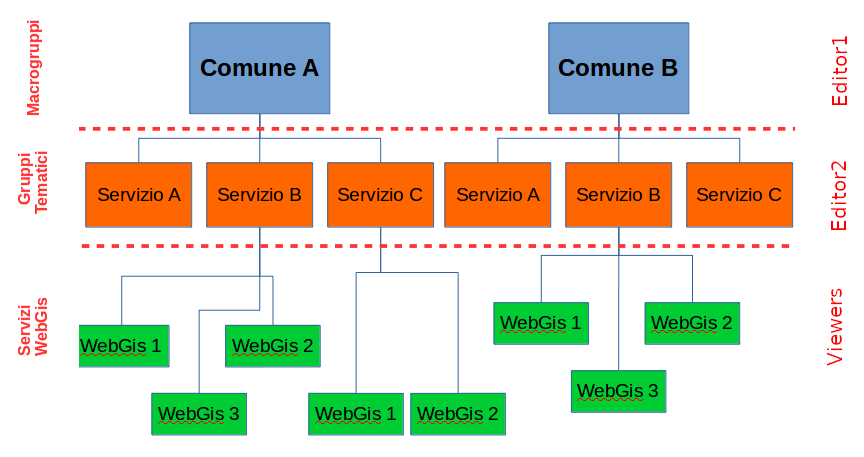 Macrogruppi
Comune A
Comune B
Editor1
Gruppi
Tematici
Servizio A
Servizio B
Servizio C
Servizio A
Servizio B
Servizio C
Editor2
Servizi
WebGis
WebGis 1
WebGis 2
WebGis 3
WebGis 1
WebGis 2
WebGis 1
WebGis 2
WebGis 3
Viewers